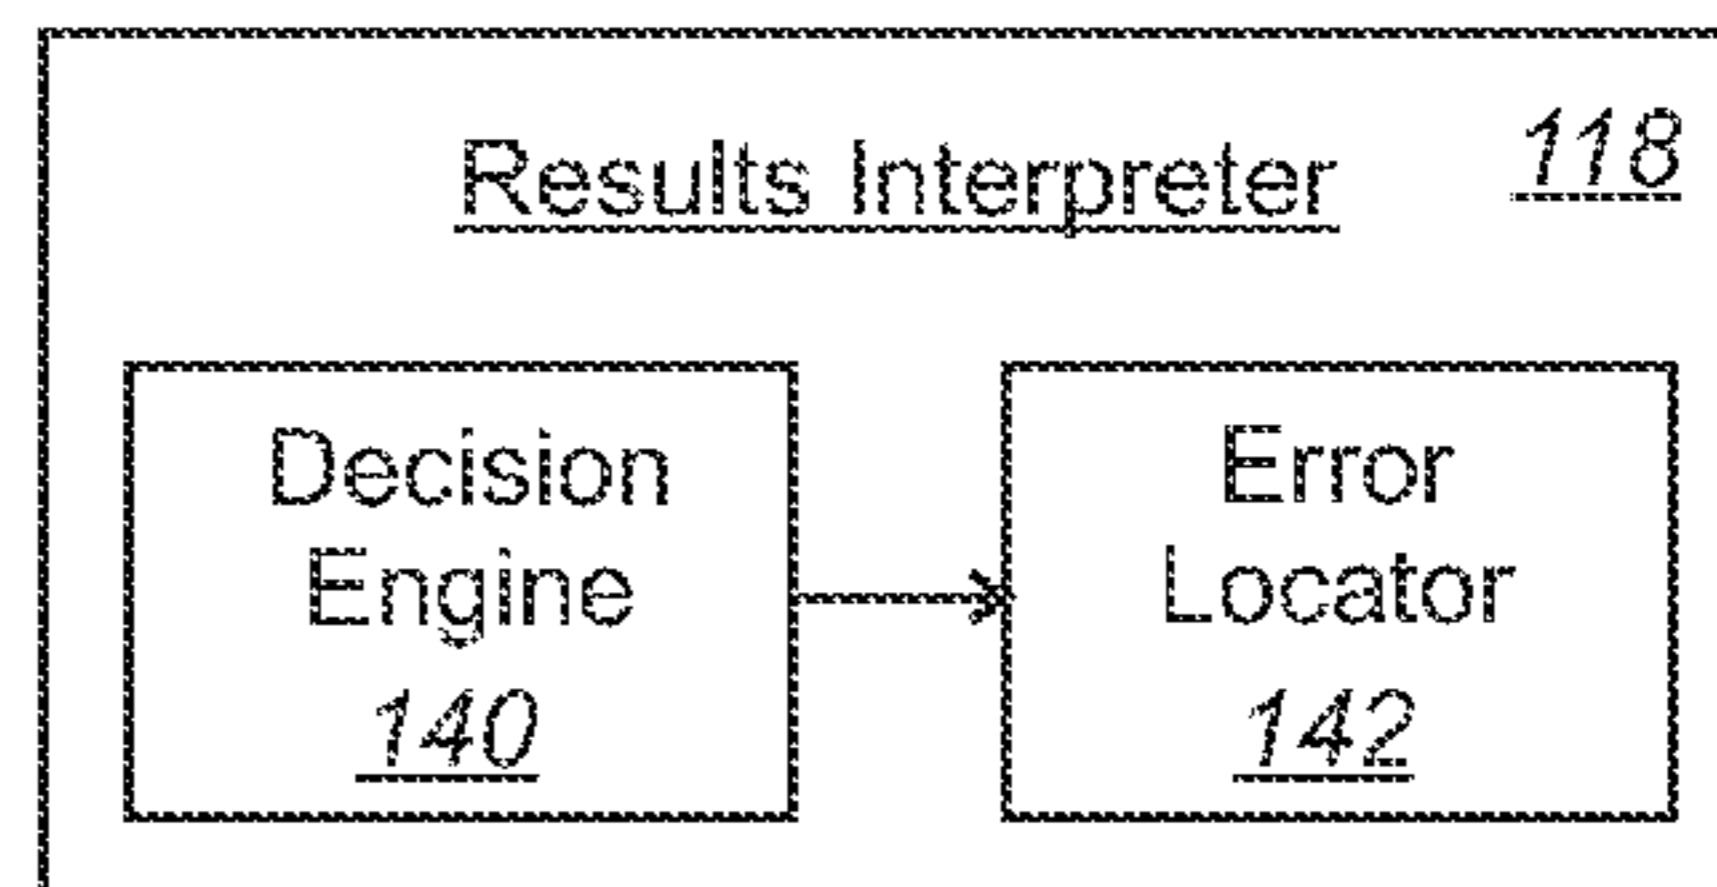 Results Interpreter 118
Decision
Engine
140
Error
Locator
142